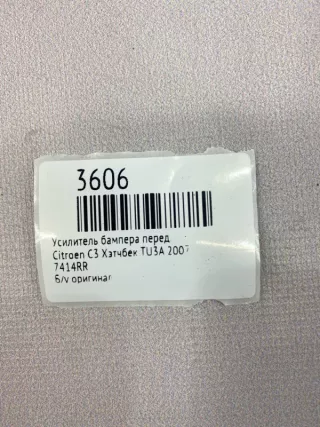 3606
Усилитель бампера перед
Citroen C3 Хэтчбек TU3A 2007
7414RR
Б/у оригинал